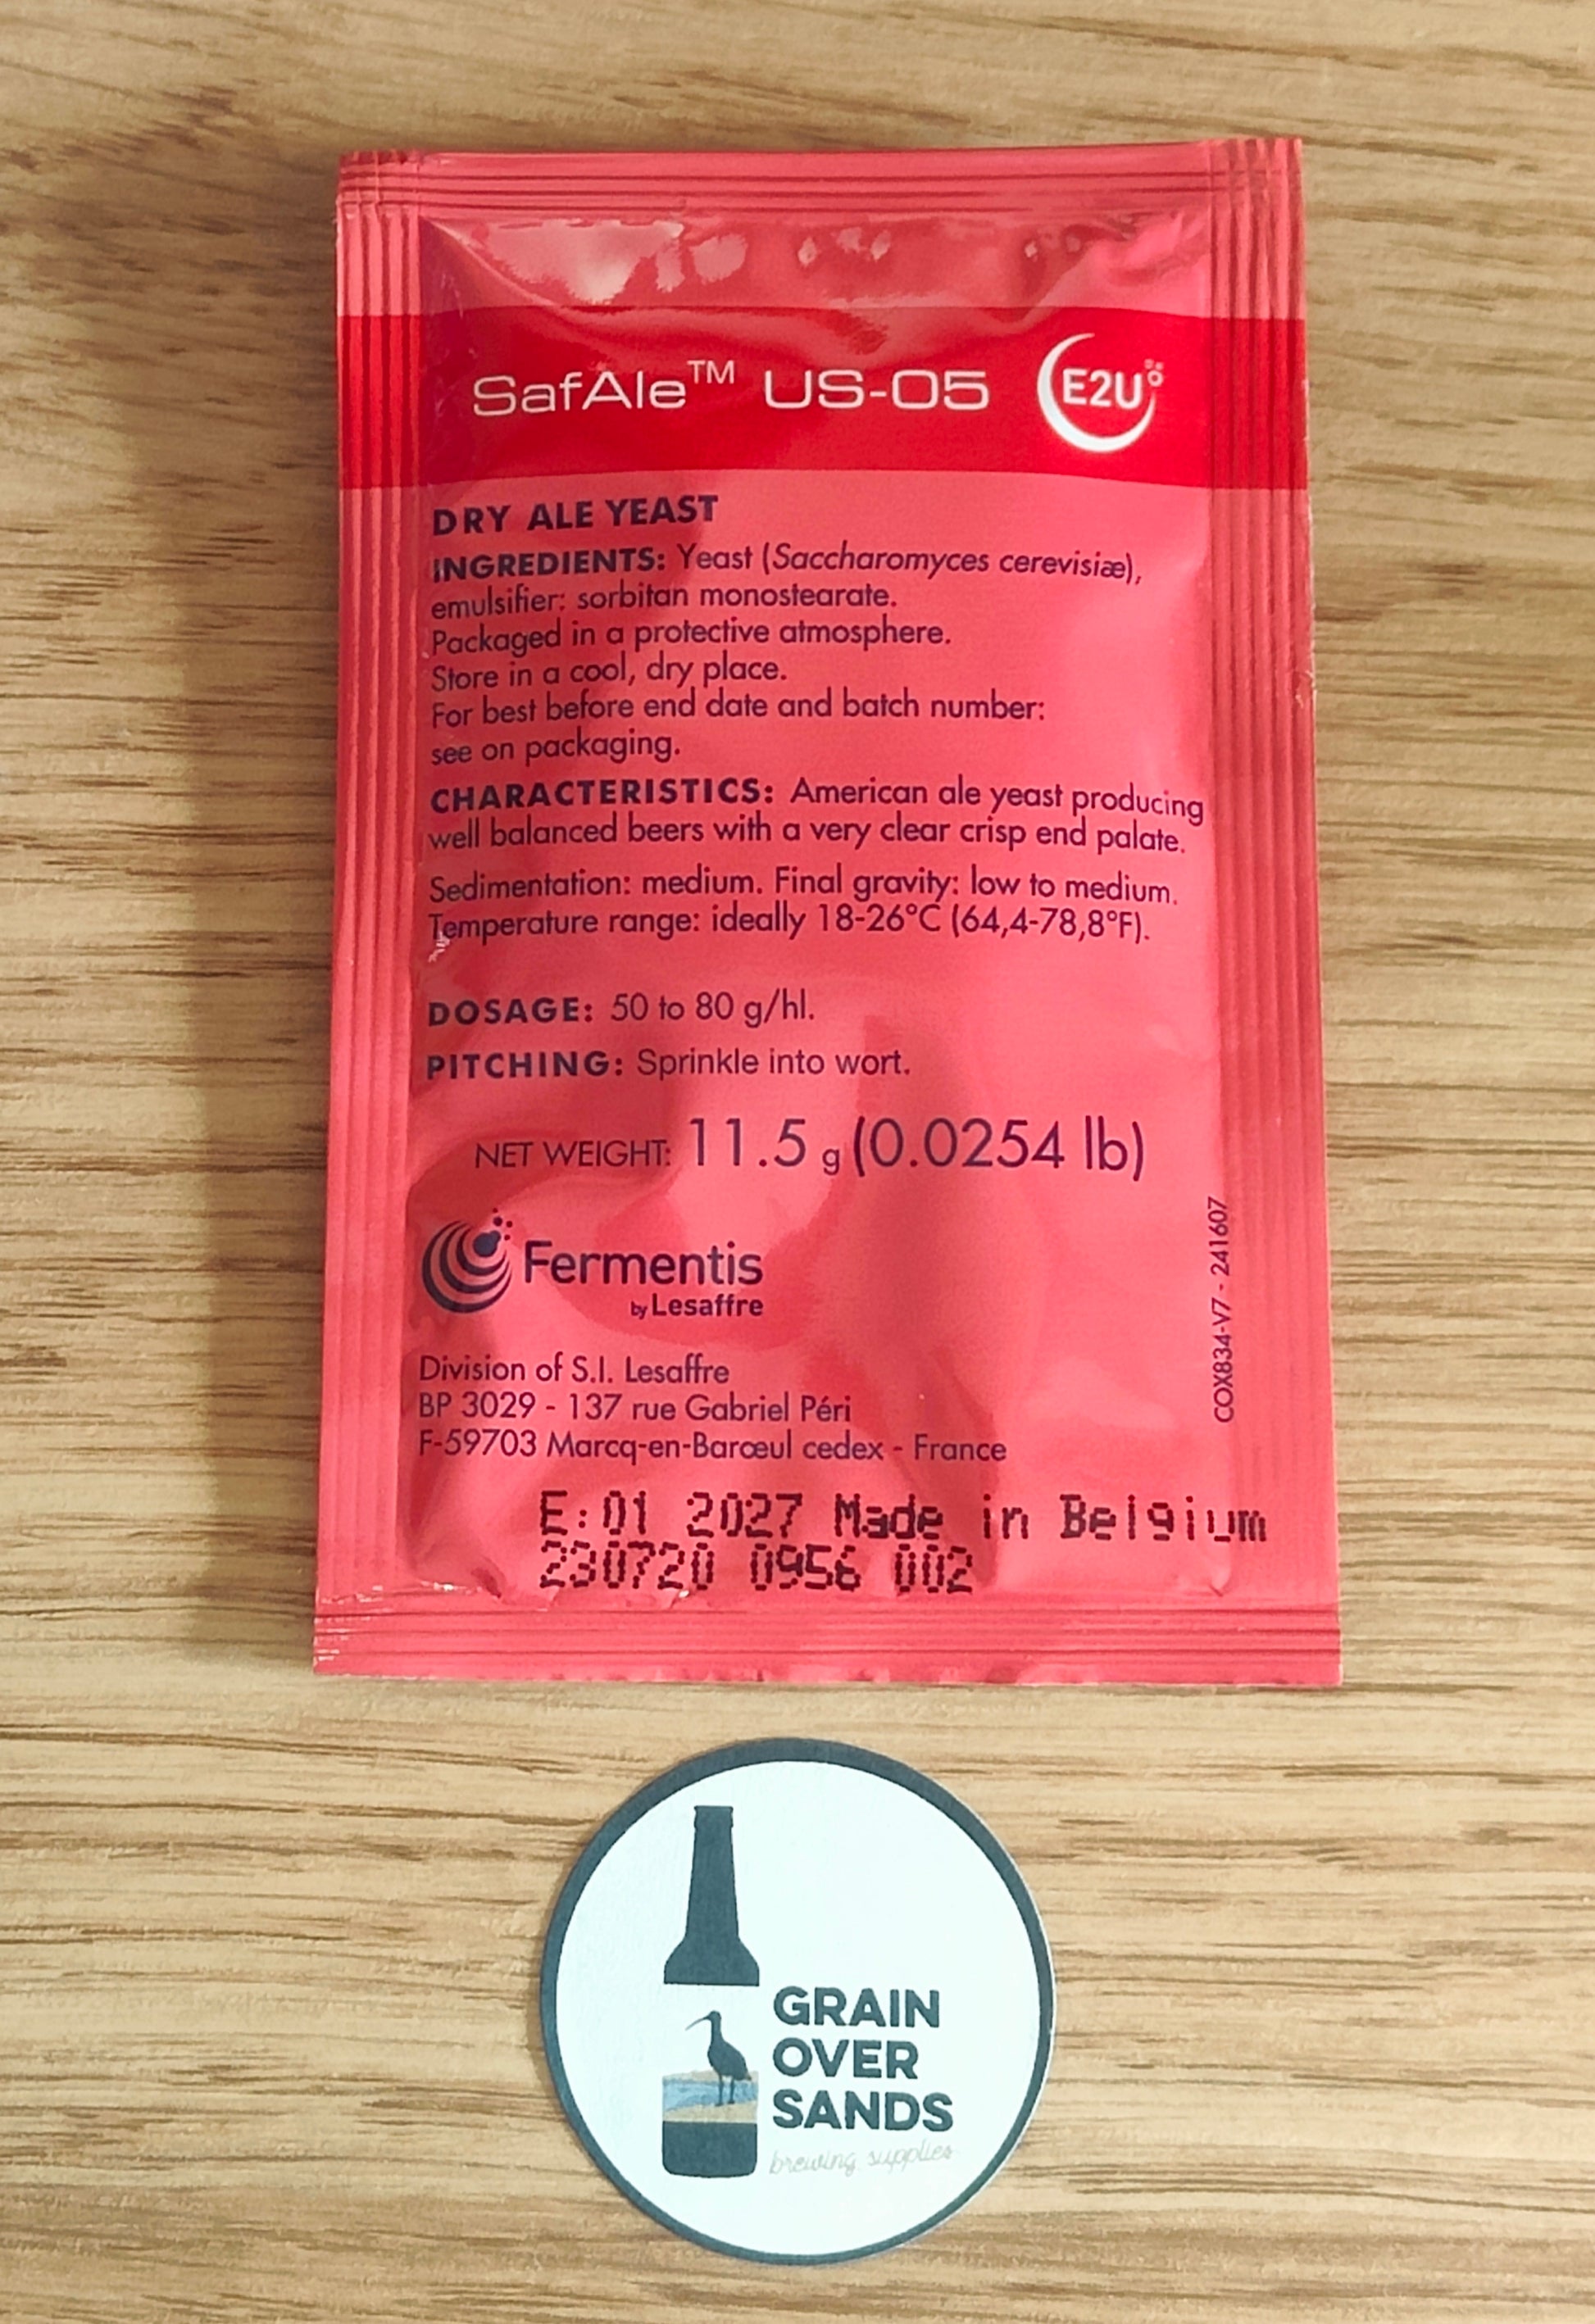 SafAle™ US-05 E2U
DRY ALE YEAST
INGREDIENTS: Yeast (Saccharomyces cerevisiæ),
emulsifier: sorbitan monostearate.
Packaged in a protective atmosphere.
Store in a cool, dry place.
For best before end date and batch number:
see on packaging.
CHARACTERISTICS: American ale yeast producing
well balanced beers with a very clear crisp end palate.
Sedimentation: medium. Final gravity: low to medium.
Temperature range: ideally 18-26°C (64,4-78,8°F).
DOSAGE: 50 to 80 g/hl.
PITCHING: Sprinkle into wort.
NET WEIGHT: 11.5 g (0.0254 lb)
Fermentis
by Lesaffre
COX834-V7 - 241607
Division of S.I. Lesaffre
BP 3029 - 137 rue Gabriel Péri
F-59703 Marcq-en-Barœul cedex - France
E:01 2027 Made in Belgium
230720 0956 002
GRAIN
OVER
SANDS
brewing supplies